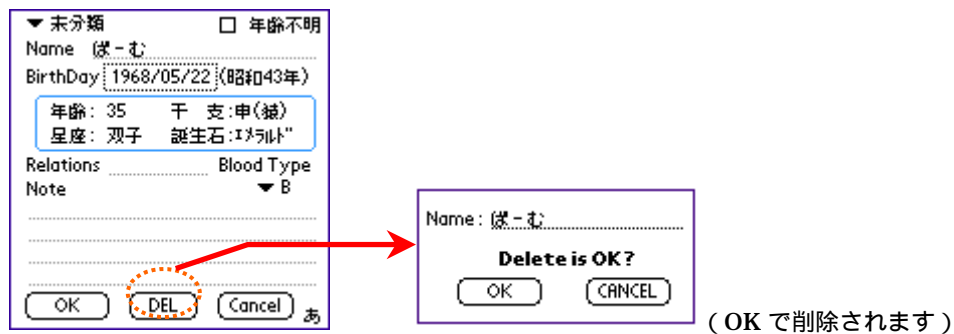 ▼ 未分類 □ 年齢不明
Name ぱーむ
BirthDay 1968/05/22 (昭和43年)
年齢: 35 干 支:申(猿)
星座: 双子 誕生石:ｴﾒﾗﾙﾄﾞ
Relations Blood Type
Note ▼ B
OK DEL Cancel あ
Name: ぱーむ
Delete is OK?
OK CANCEL
(OK で削除されます)